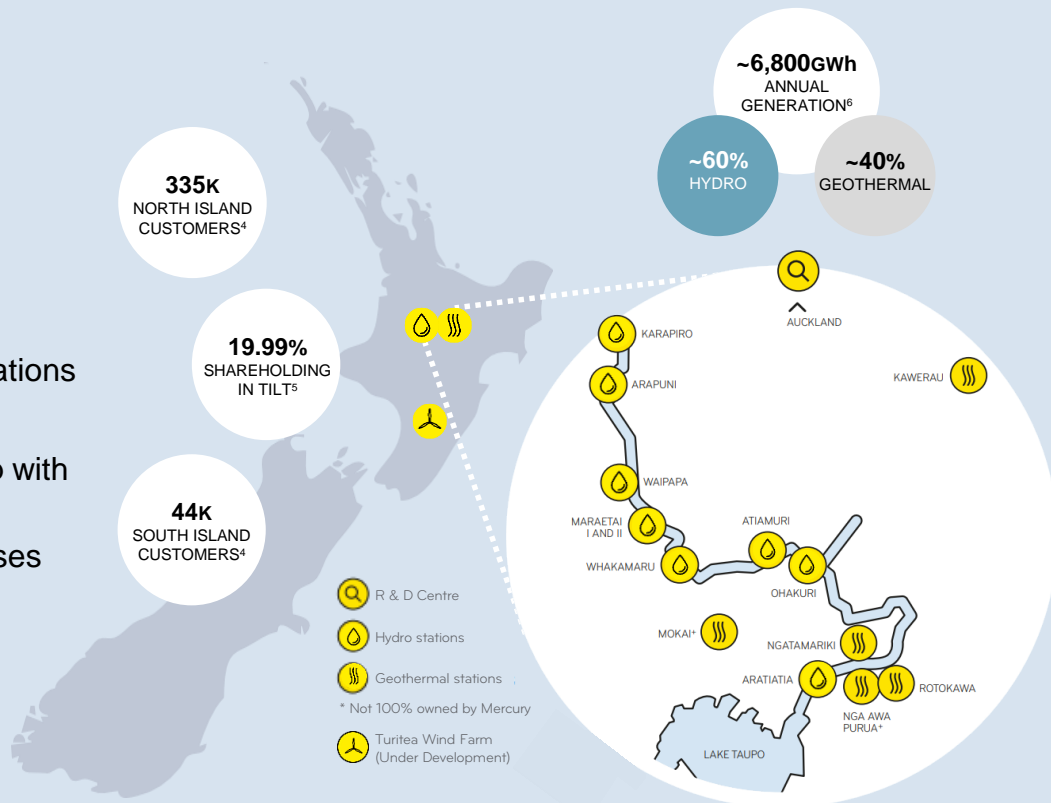 ations
o with
ses
335K
NORTH ISLAND
CUSTOMERS⁴
19.99%
SHAREHOLDING
IN TILT⁵
44K
SOUTH ISLAND
CUSTOMERS⁴
~6,800GWh
ANNUAL
GENERATION⁶
~60%
HYDRO
~40%
GEOTHERMAL
R & D Centre
Hydro stations
Geothermal stations
* Not 100% owned by Mercury
Turitea Wind Farm
(Under Development)
AUCKLAND
KARAPIRO
KAWERAU
ARAPUNI
WAIPAPA
MARAETAI
I AND II
ATIAMURI
WHAKAMARU
OHAKURI
MOKAI⁺
NGATAMARIKI
ARATIATIA
ROTOKAWA
NGA AWA
PURUA⁺
LAKE TAUPO